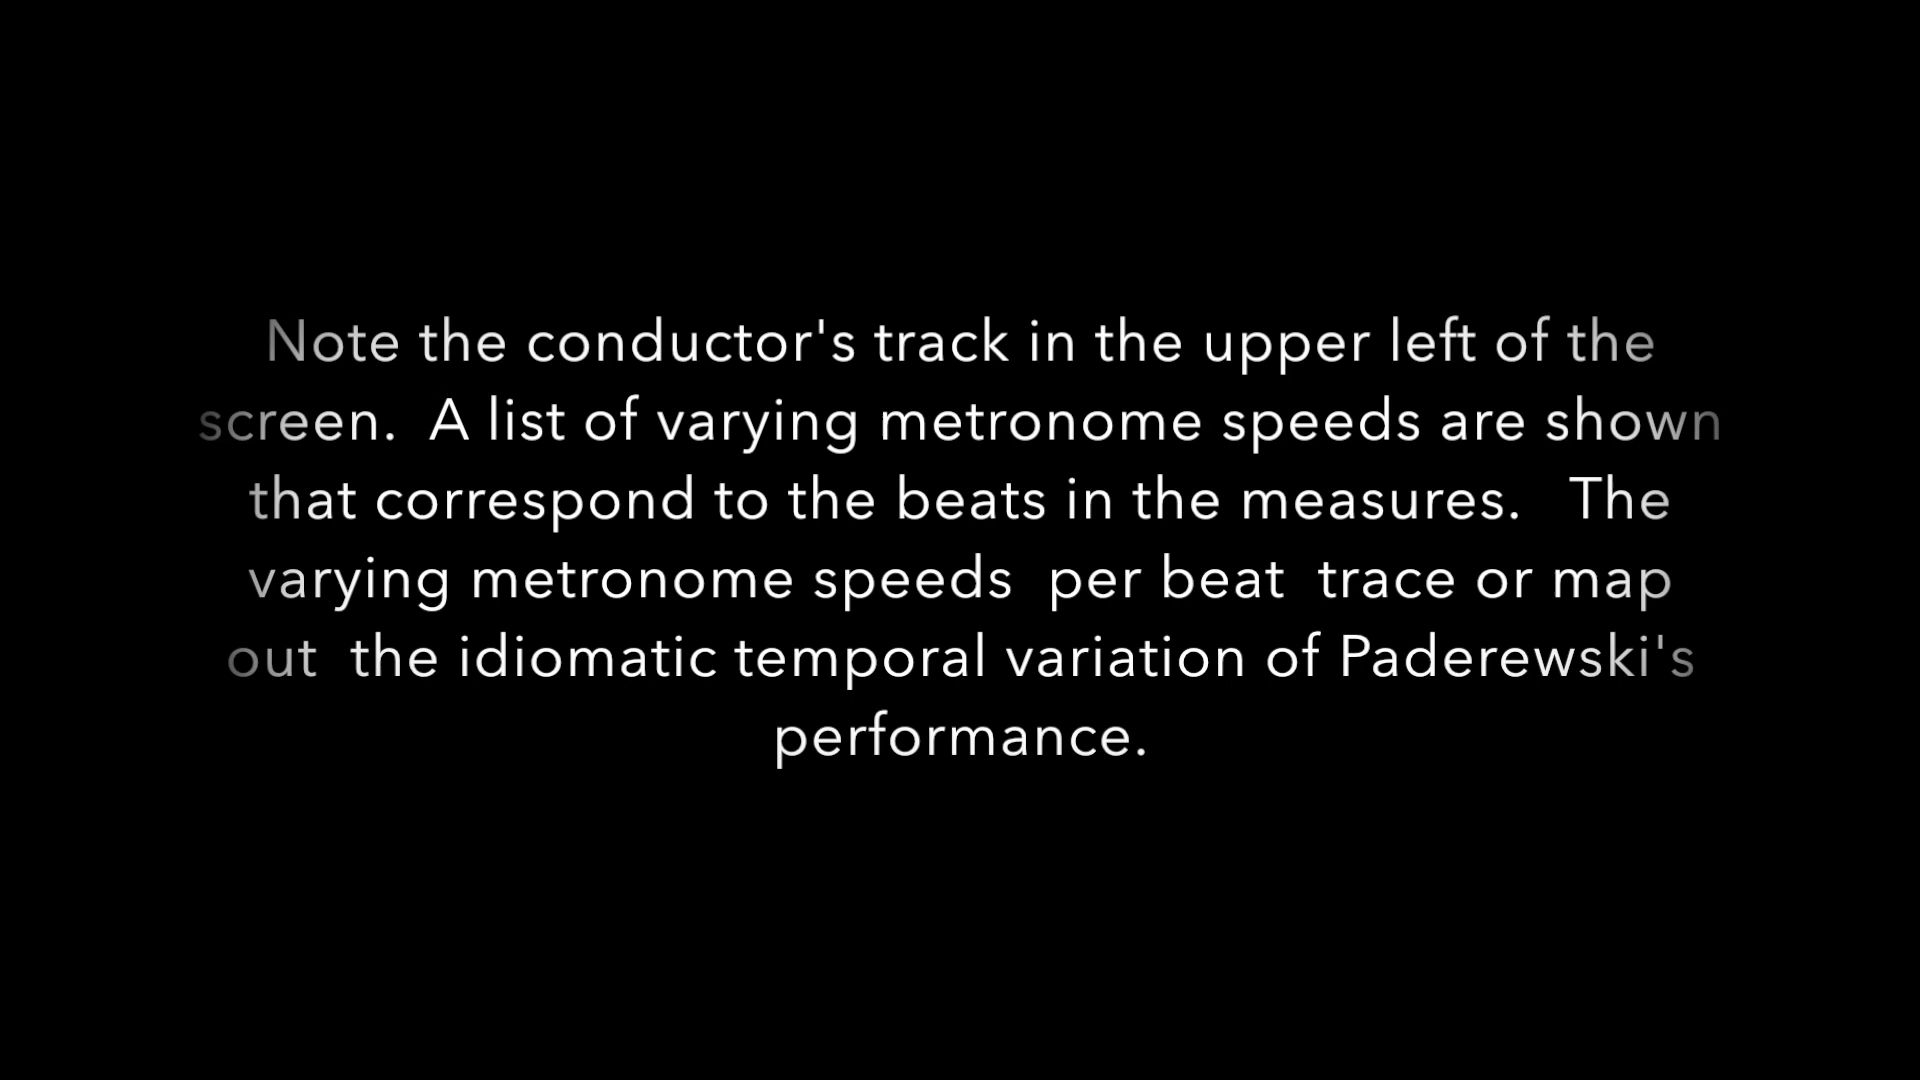 Note the conductor's track in the upper left of the
screen.  A list of varying metronome speeds are shown
that correspond to the beats in the measures.   The
varying metronome speeds  per beat  trace or map
out  the idiomatic temporal variation of Paderewski's
performance.